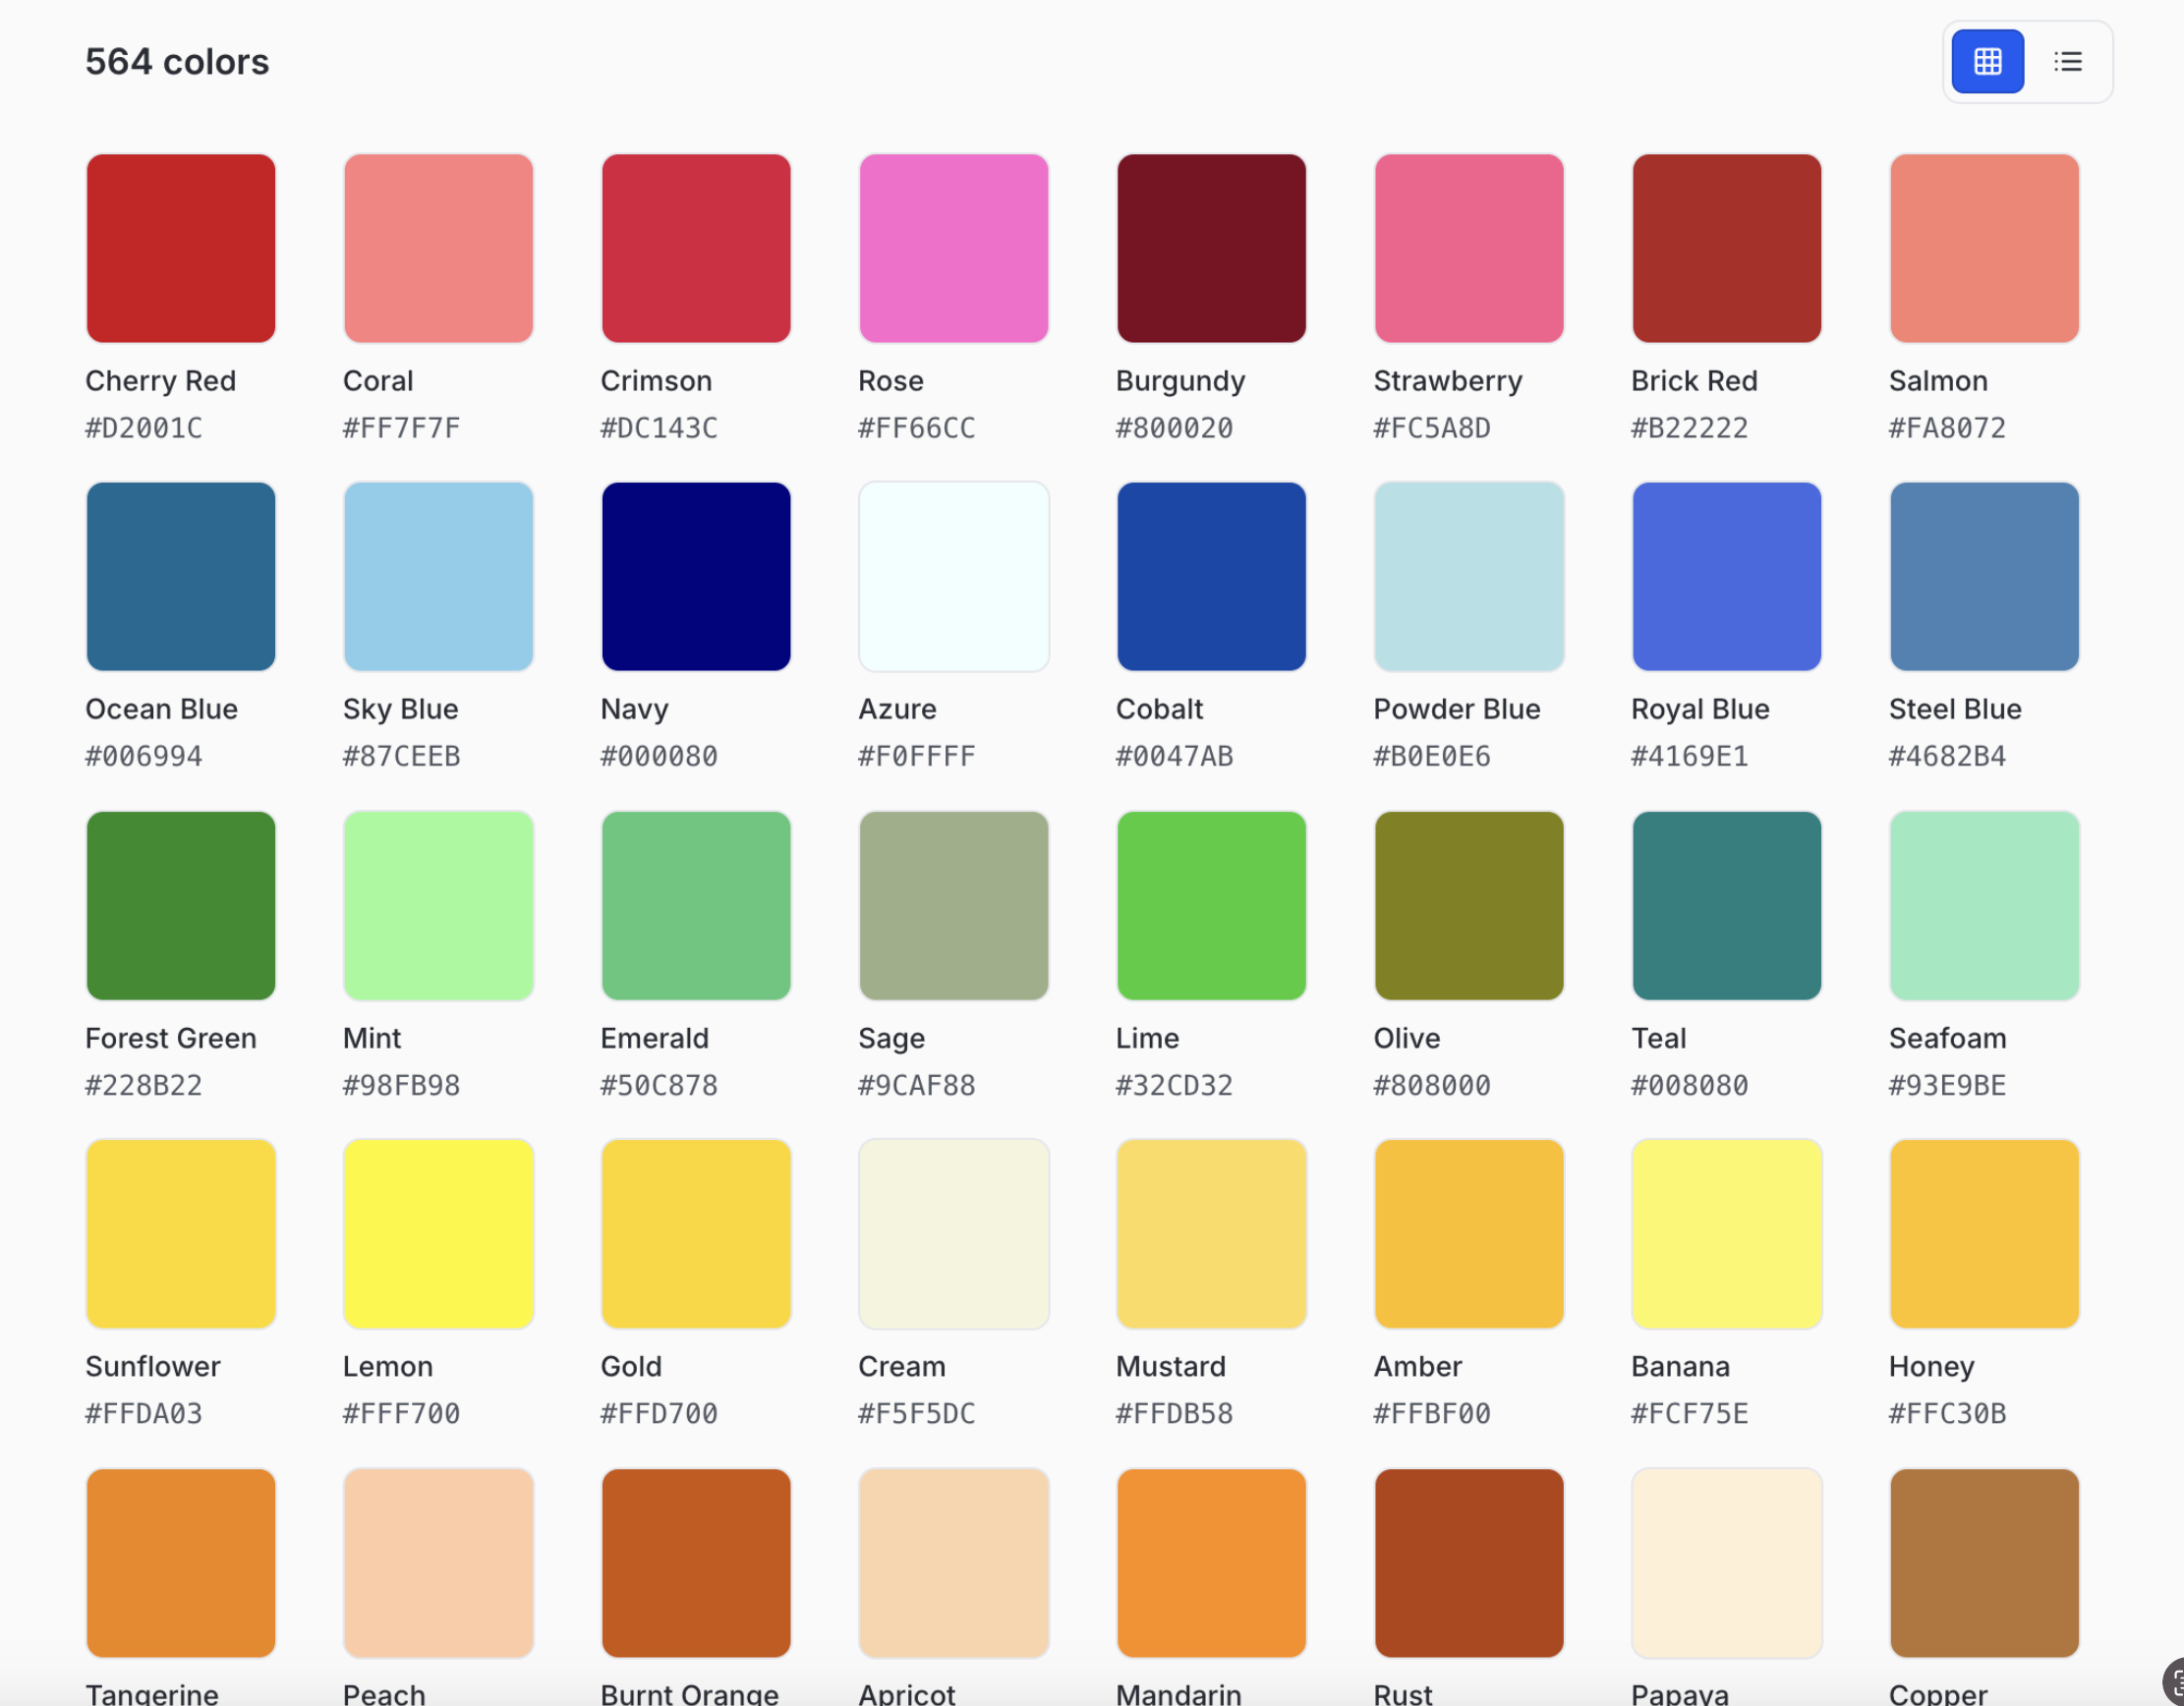 564 colors
Cherry Red Coral Crimson Rose Burgundy Strawberry Brick Red Salmon
#D2001C #FF7F7F #DC143C #FF66CC #800020 #FC5A8D #B22222 #FA8072
Ocean Blue Sky Blue Navy Azure Cobalt Powder Blue Royal Blue Steel Blue
#006994 #87CEEB #000080 #F0FFFF #0047AB #B0E0E6 #4169E1 #4682B4
Forest Green Mint Emerald Sage Lime Olive Teal Seafoam
#228B22 #98FB98 #50C878 #9CAF88 #32CD32 #808000 #008080 #93E9BE
Sunflower Lemon Gold Cream Mustard Amber Banana Honey
#FFDA03 #FFF700 #FFD700 #F5F5DC #FFDB58 #FFBF00 #FCF75E #FFC30B
Tangerine Peach Burnt Orange Apricot Mandarin Rust Papaya Copper